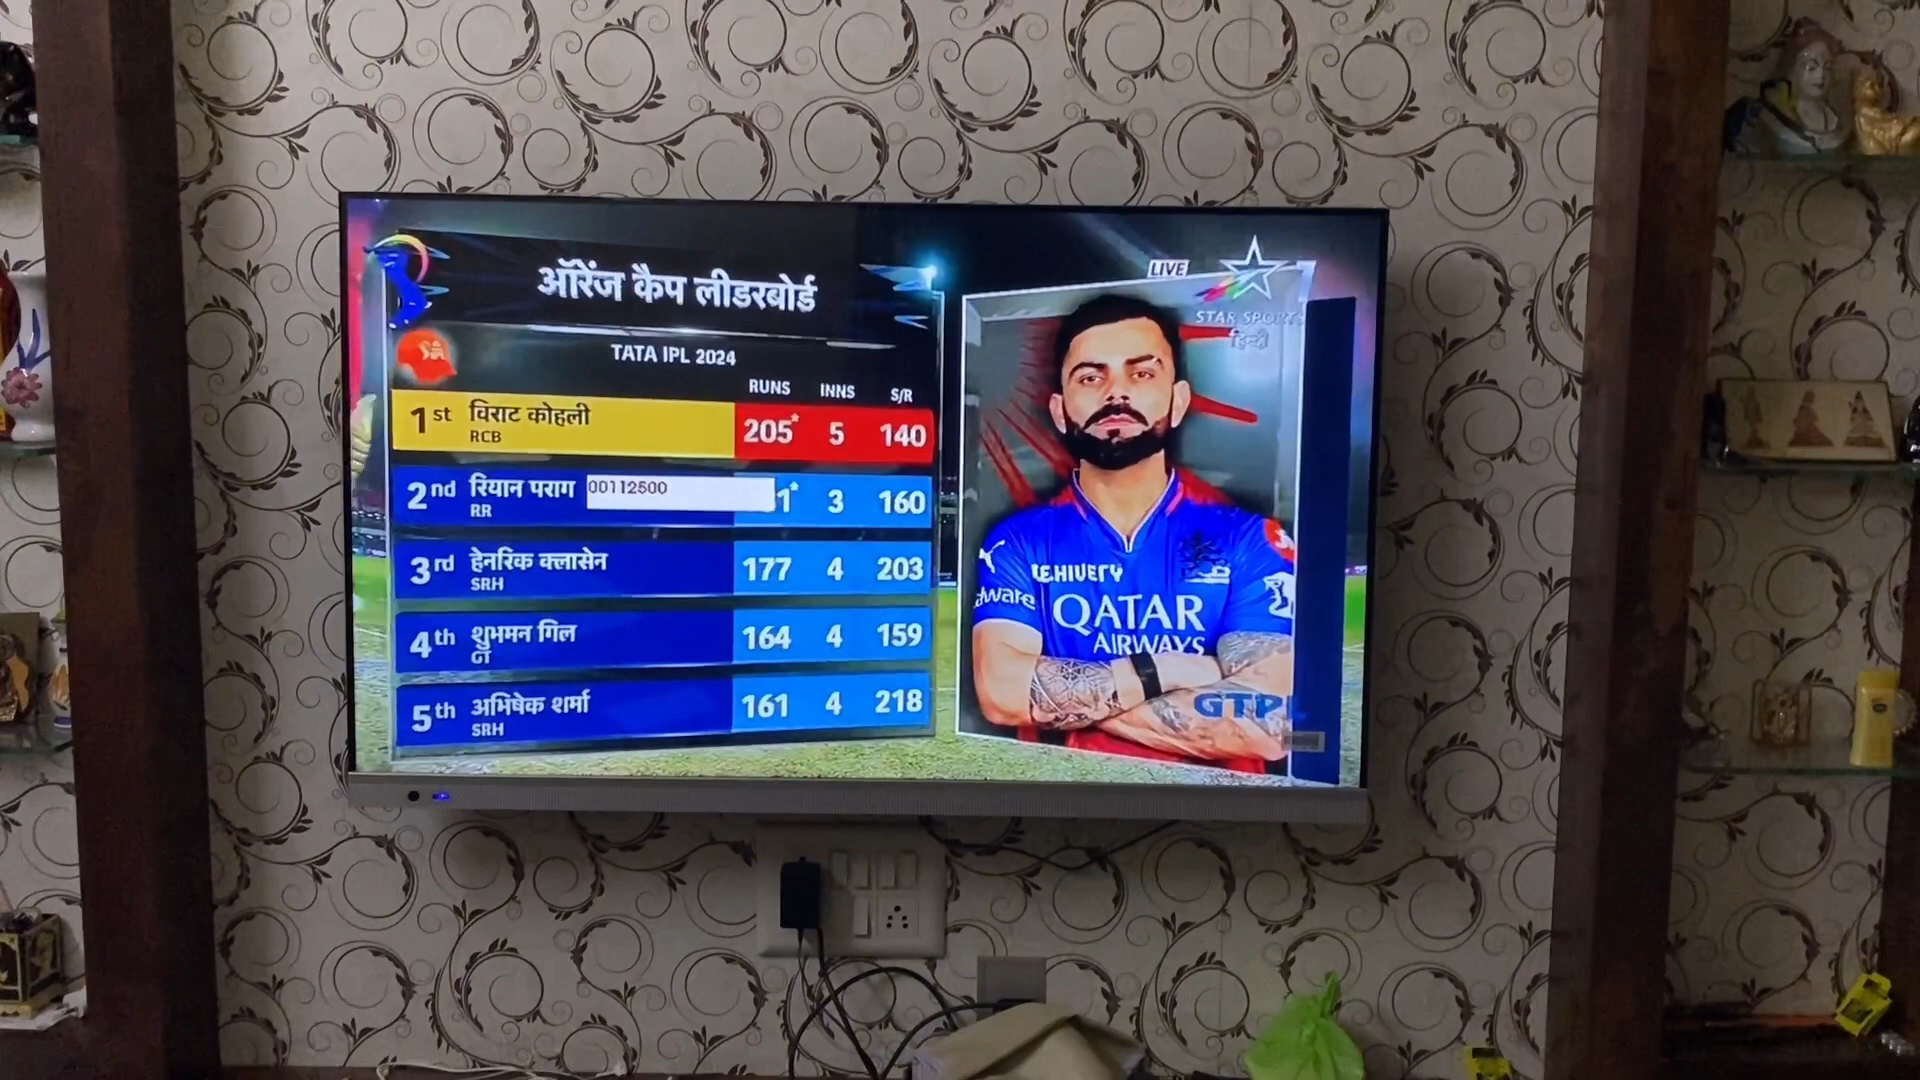 ऑरेंज कैप लीडरबोर्ड
TATA IPL 2024
RUNS INNS S/R
1st विराट कोहली 205* 5 140
RCB
2nd रियान पराग 00112500 1* 3 160
RR
3rd हेनरिक क्लासेन 177 4 203
SRH
4th शुभमन गिल 164 4 159
GT
5th अभिषेक शर्मा 161 4 218
SRH
LIVE
STAR SPORTS
हिन्दी
QATAR
AIRWAYS
GTPL